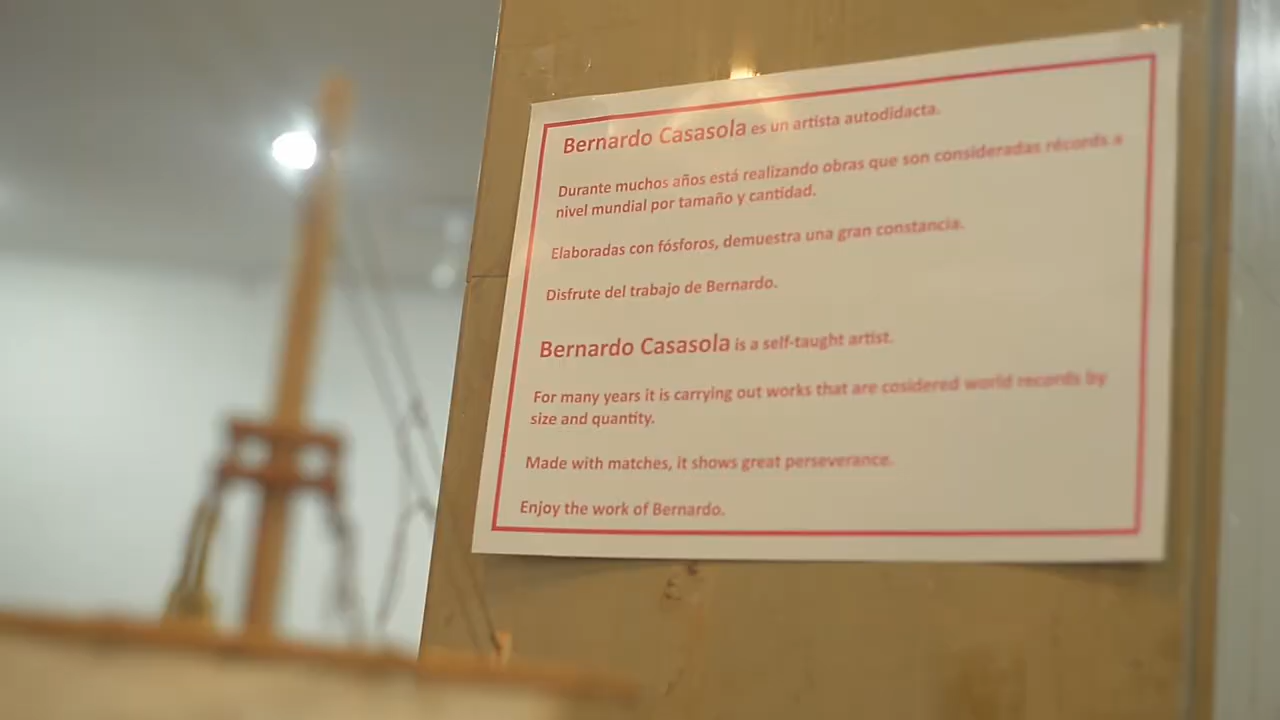 Bernardo Casasola es un artista autodidacta.
Durante muchos años está realizando obras que son consideradas récords a
nivel mundial por tamaño y cantidad.
Elaboradas con fósforos, demuestra una gran constancia.
Disfrute del trabajo de Bernardo.
Bernardo Casasola is a self-taught artist.
For many years it is carrying out works that are cosidered world records by
size and quantity.
Made with matches, it shows great perseverance.
Enjoy the work of Bernardo.